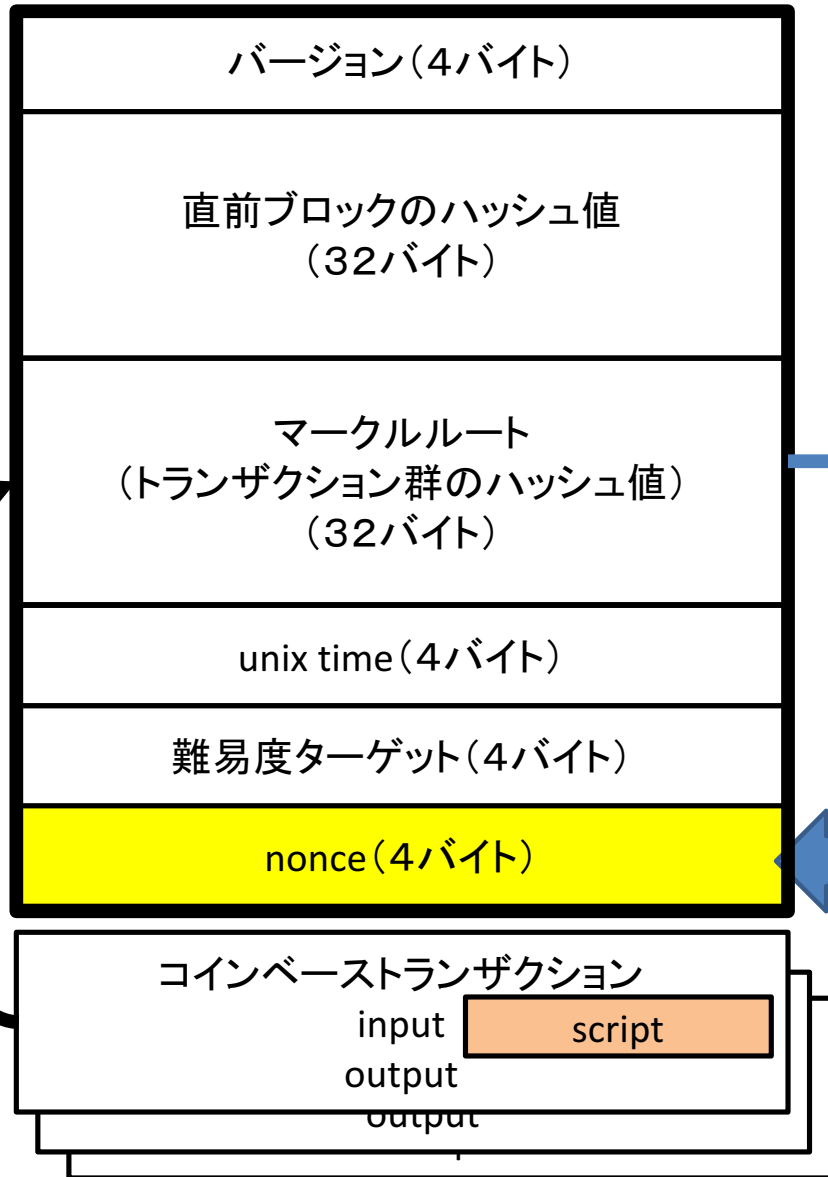 バージョン（４バイト）
直前ブロックのハッシュ値
（３２バイト）
マークルルート
（トランザクション群のハッシュ値）
（３２バイト）
unix time（４バイト）
難易度ターゲット（４バイト）
nonce（４バイト）
コインベーストランザクション
input
script
output
output